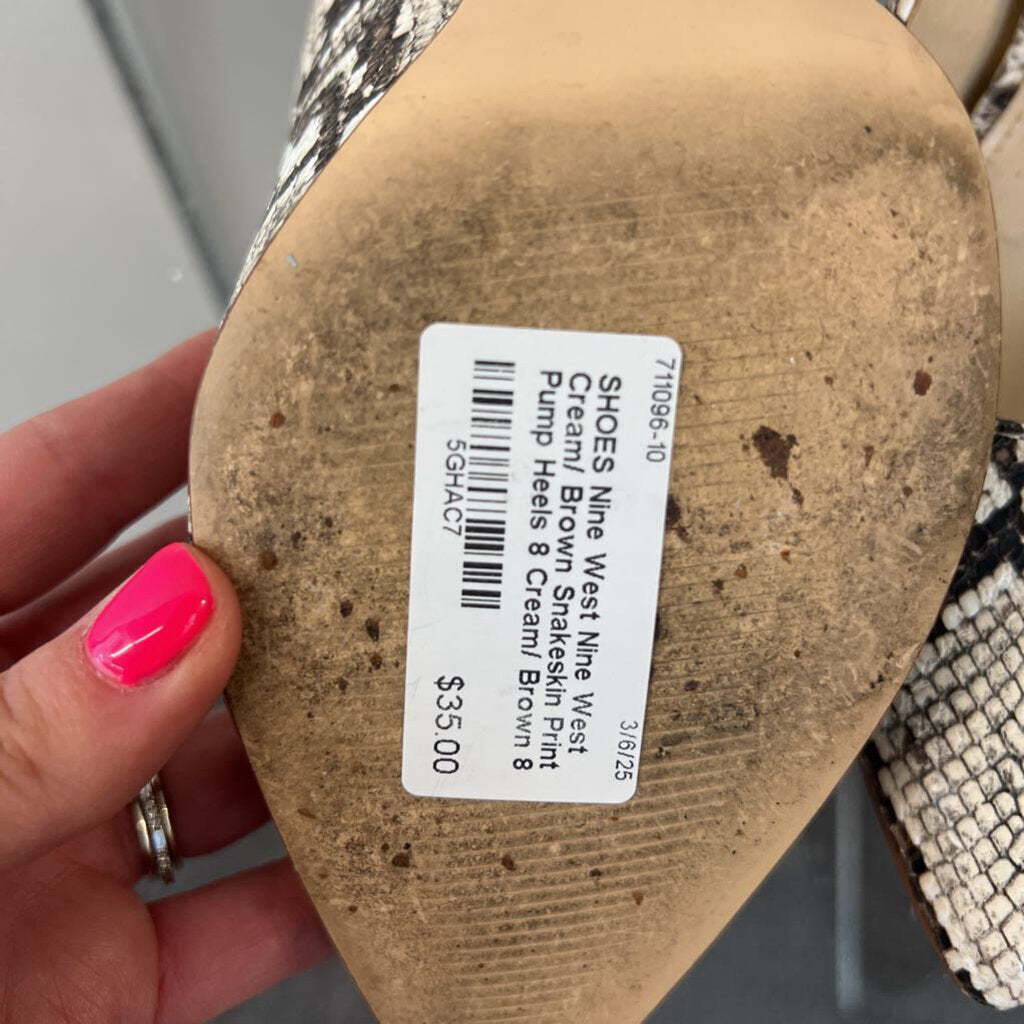 711096-10 3/6/25
SHOES Nine West Nine West
Cream/ Brown Snakeskin Print
Pump Heels 8 Cream/ Brown 8
5GHAC7 $35.00